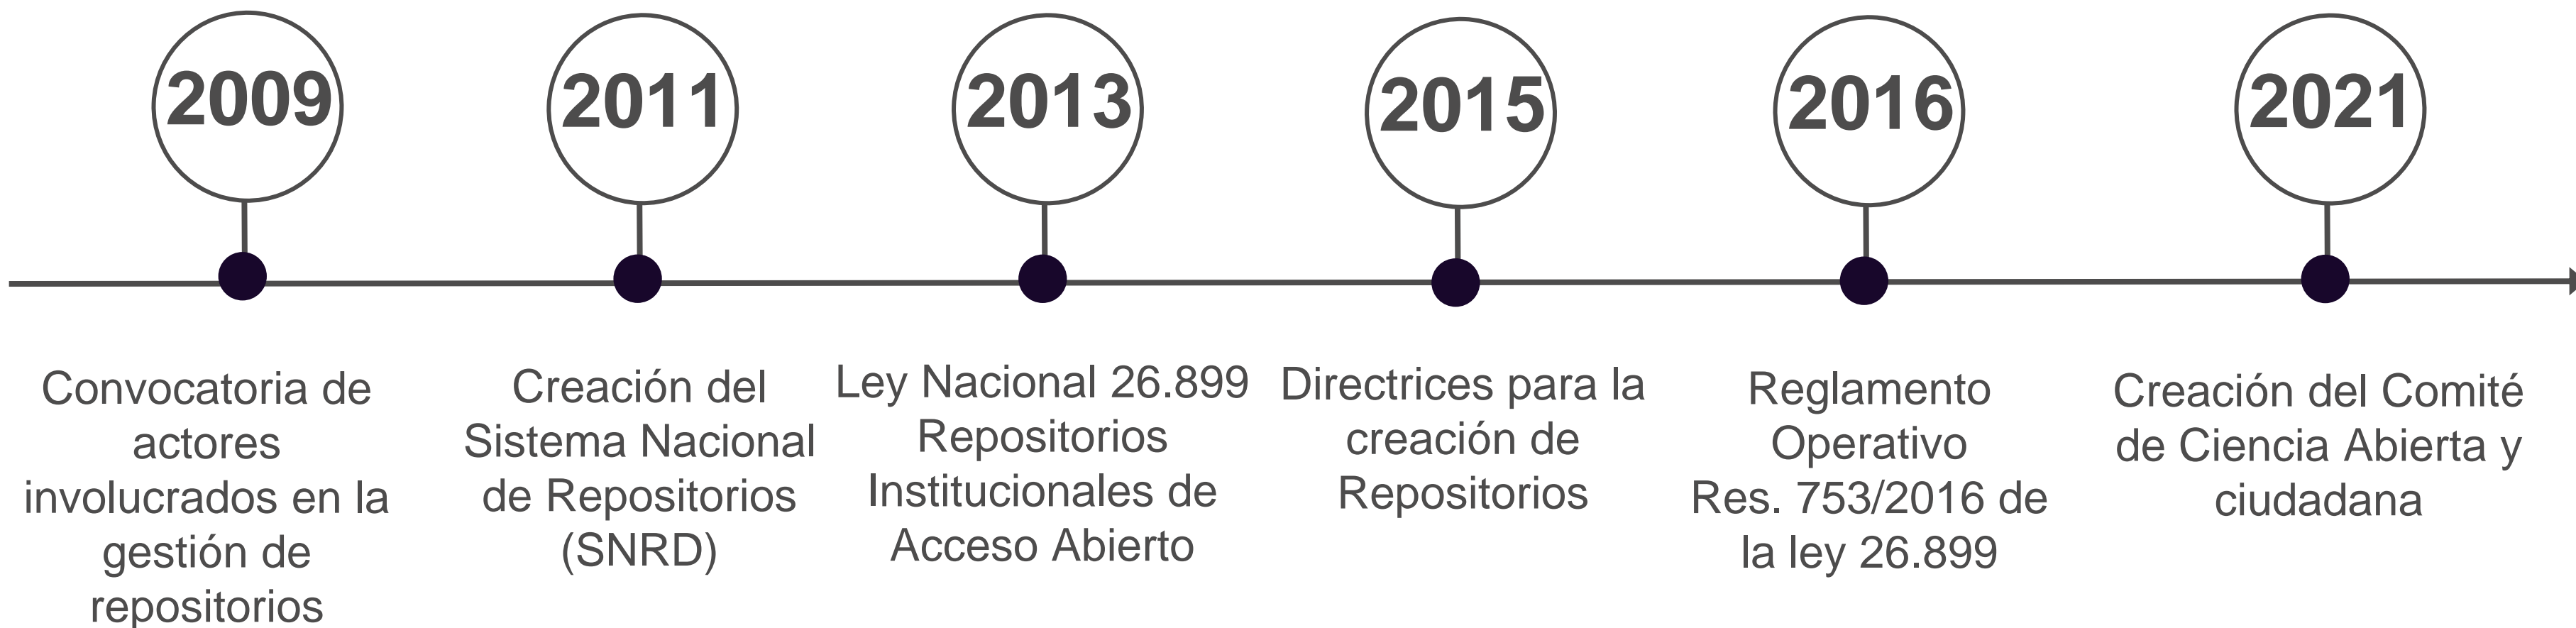 2009
2011
2013
2015
2016
2021
Convocatoria de
actores
involucrados en la
gestión de
repositorios
Creación del
Sistema Nacional
de Repositorios
(SNRD)
Ley Nacional 26.899
Repositorios
Institucionales de
Acceso Abierto
Directrices para la
creación de
Repositorios
Reglamento
Operativo
Res. 753/2016 de
la ley 26.899
Creación del Comité
de Ciencia Abierta y
ciudadana